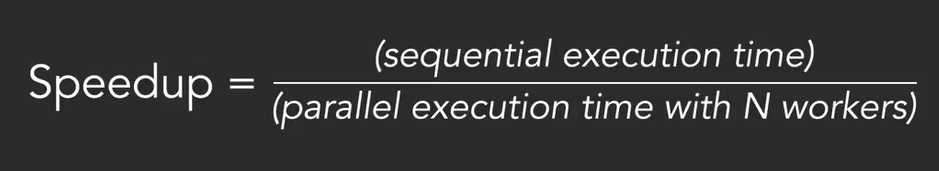 Speedup = (sequential execution time)
(parallel execution time with N workers)